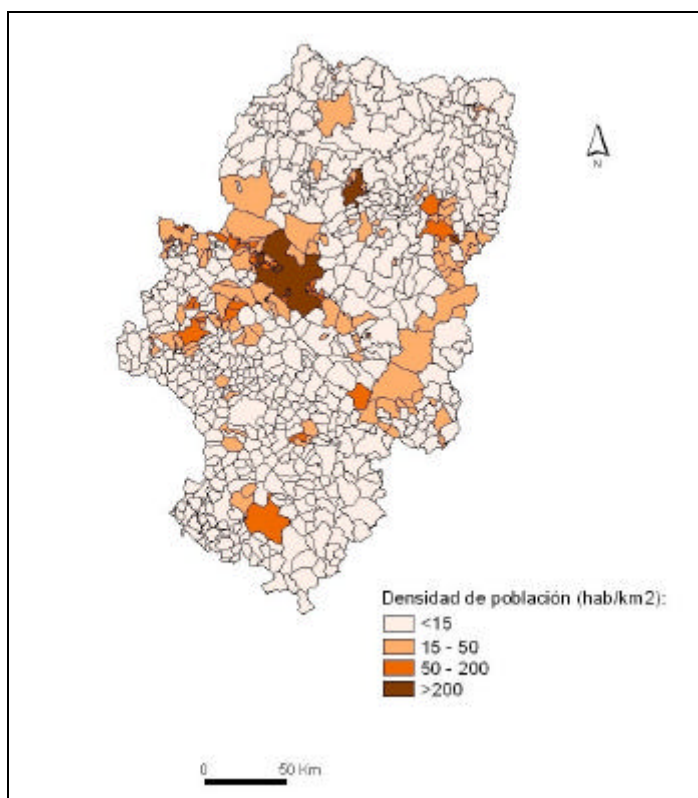 N
Densidad de población (hab/km2):
<15
15 - 50
50 - 200
>200
0 50 Km